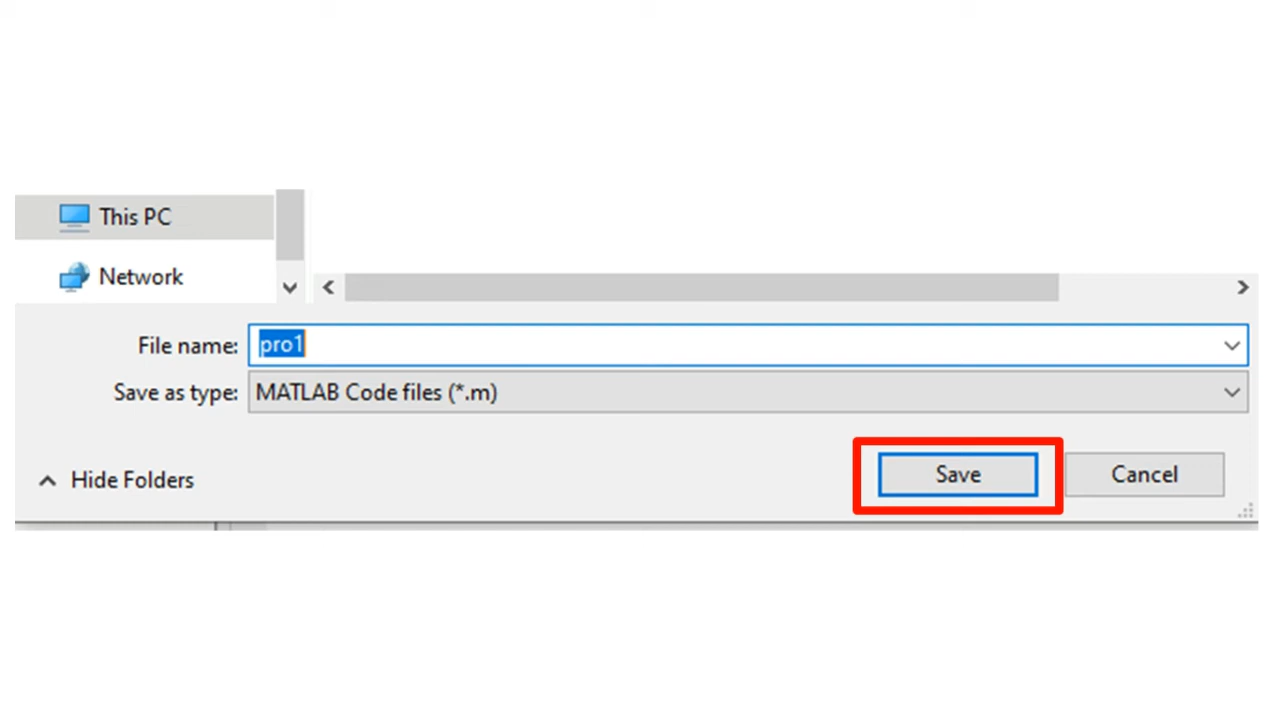 This PC
Network
File name: pro1
Save as type: MATLAB Code files (*.m)
Hide Folders
Save
Cancel